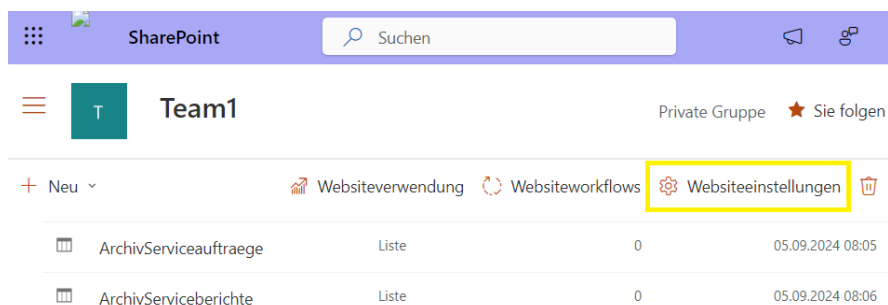 SharePoint Suchen
T Team1 Private Gruppe Sie folgen
Neu Websiteverwendung Websiteworkflows Websiteeinstellungen
ArchivServiceauftraege Liste 0 05.09.2024 08:05
ArchivServiceberichte Liste 0 05.09.2024 08:06